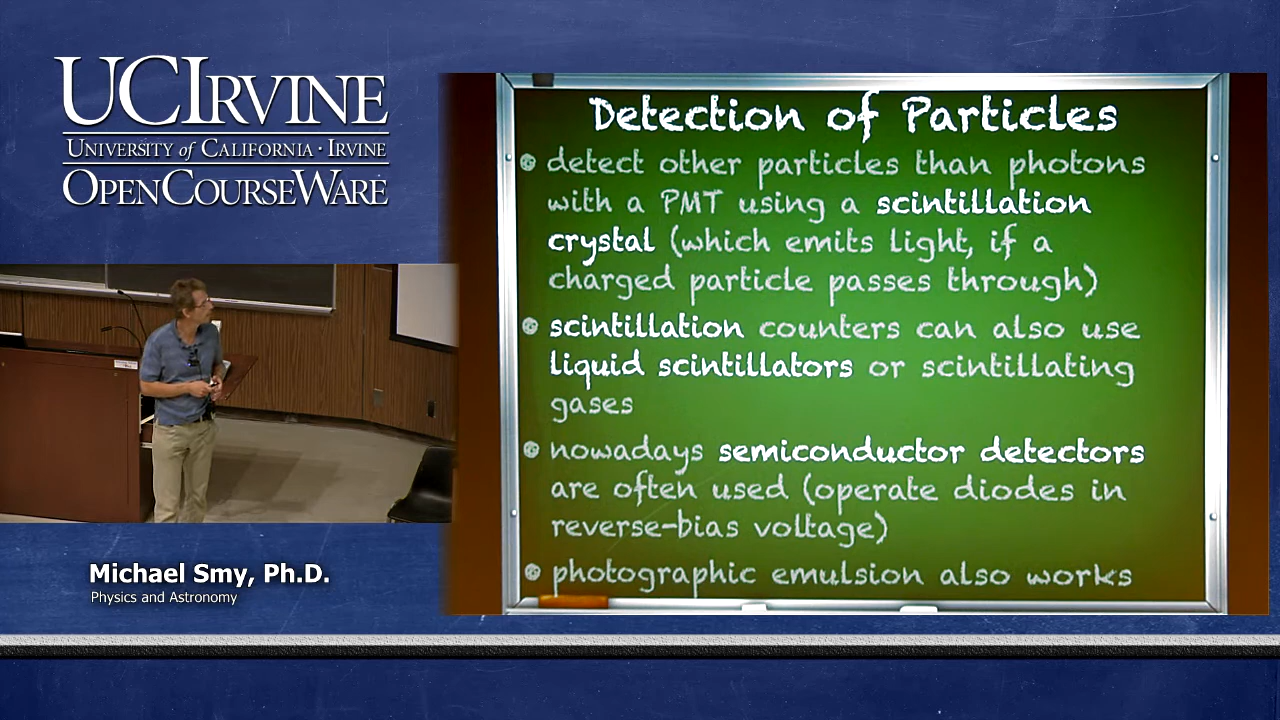 UCIRVINE
UNIVERSITY of CALIFORNIA · IRVINE
OPENCOURSEWARE
Detection of Particles
detect other particles than photons
with a PMT using a scintillation
crystal (which emits light, if a
charged particle passes through)
scintillation counters can also use
liquid scintillators or scintillating
gases
nowadays semiconductor detectors
are often used (operate diodes in
reverse-bias voltage)
photographic emulsion also works
Michael Smy, Ph.D.
Physics and Astronomy